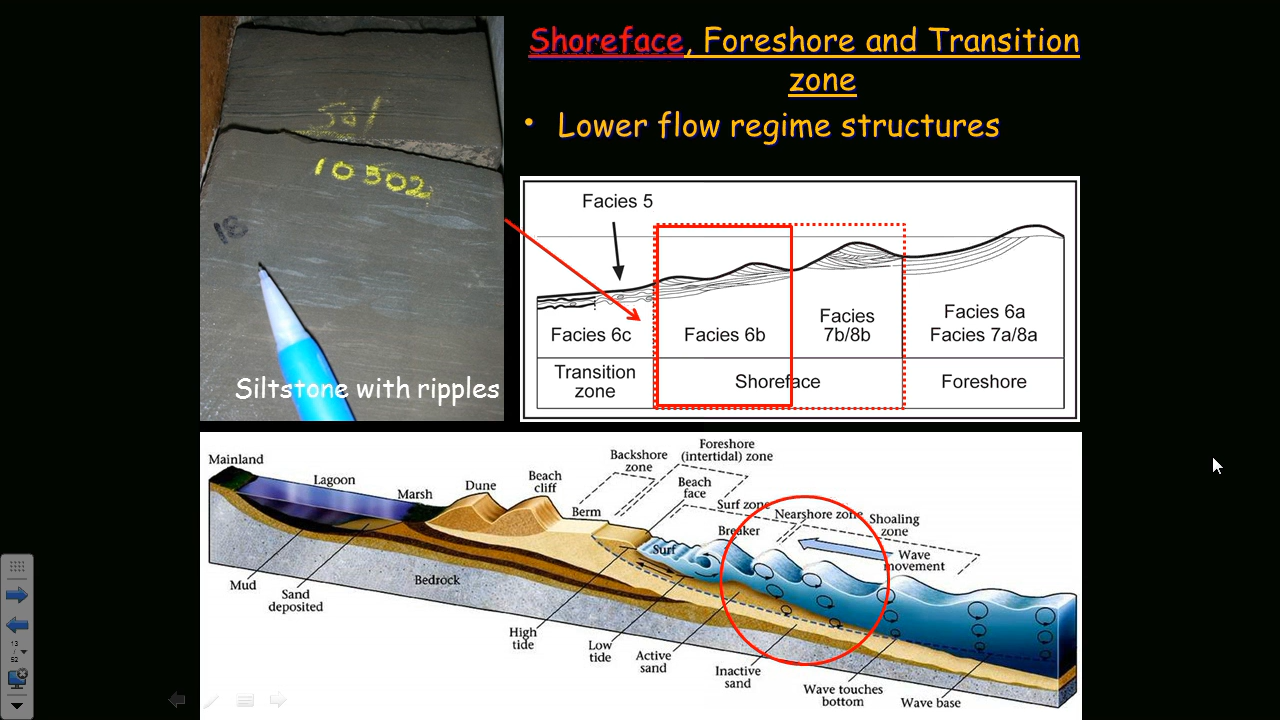 Shoreface, Foreshore and Transition
zone
• Lower flow regime structures
10502
18
Siltstone with ripples
Facies 5
Facies 6c
Facies 6b
Facies
7b/8b
Facies 6a
Facies 7a/8a
Transition
zone
Shoreface
Foreshore
Mainland
Lagoon
Marsh
Dune
Beach
cliff
Berm
Backshore
zone
Foreshore
(intertidal) zone
Beach
face
Surf zone
Breaker
Surf
Nearshore zone
Shoaling
zone
Wave
movement
Mud
Sand
deposited
Bedrock
High
tide
Low
tide
Active
sand
Inactive
sand
Wave touches
bottom
Wave base
13
/
52